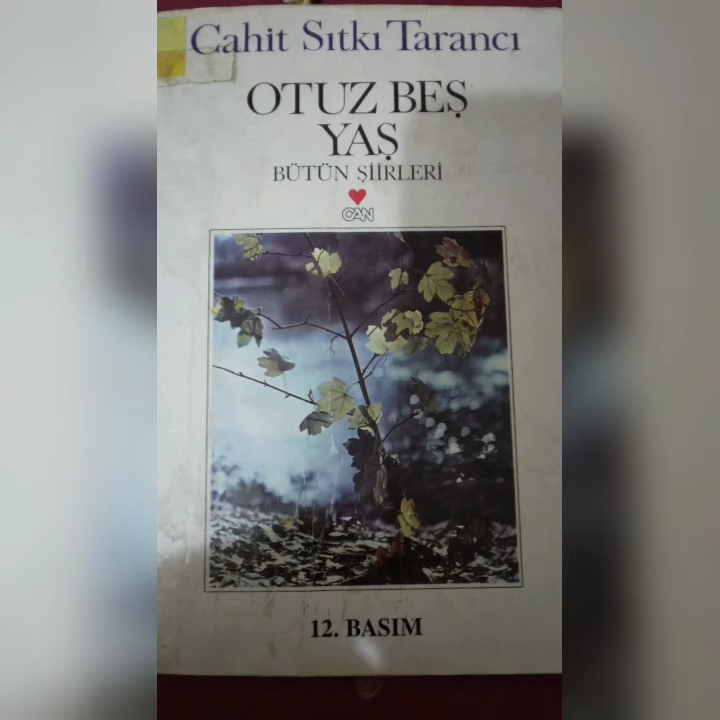 Cahit Sıtkı Tarancı
OTUZ BEŞ
YAŞ
BÜTÜN ŞİİRLERİ
CAN
12. BASIM